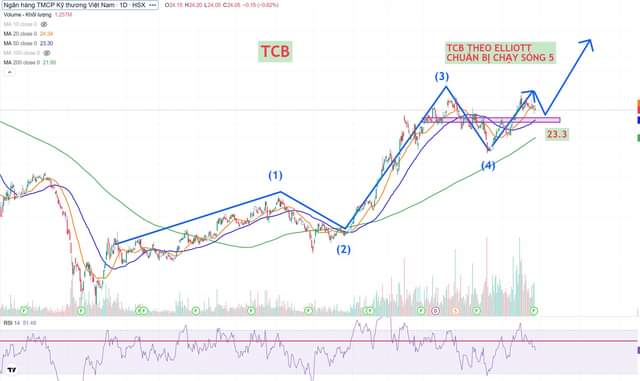 Ngân hàng TMCP Kỹ thương Việt Nam · 1D · HSX O24.15 H24.20 L24.05 C24.05 −0.15 (−0.62%)
Volume - Khối lượng 1.257M
MA 10 close 0
MA 20 close 0 24.34
MA 50 close 0 23.30
MA 100 close 0
MA 200 close 0 21.95
TCB
TCB THEO ELLIOTT
CHUẨN BỊ CHẠY SÓNG 5
(3)
23.3
(4)
(1)
(2)
RSI 14 51.46